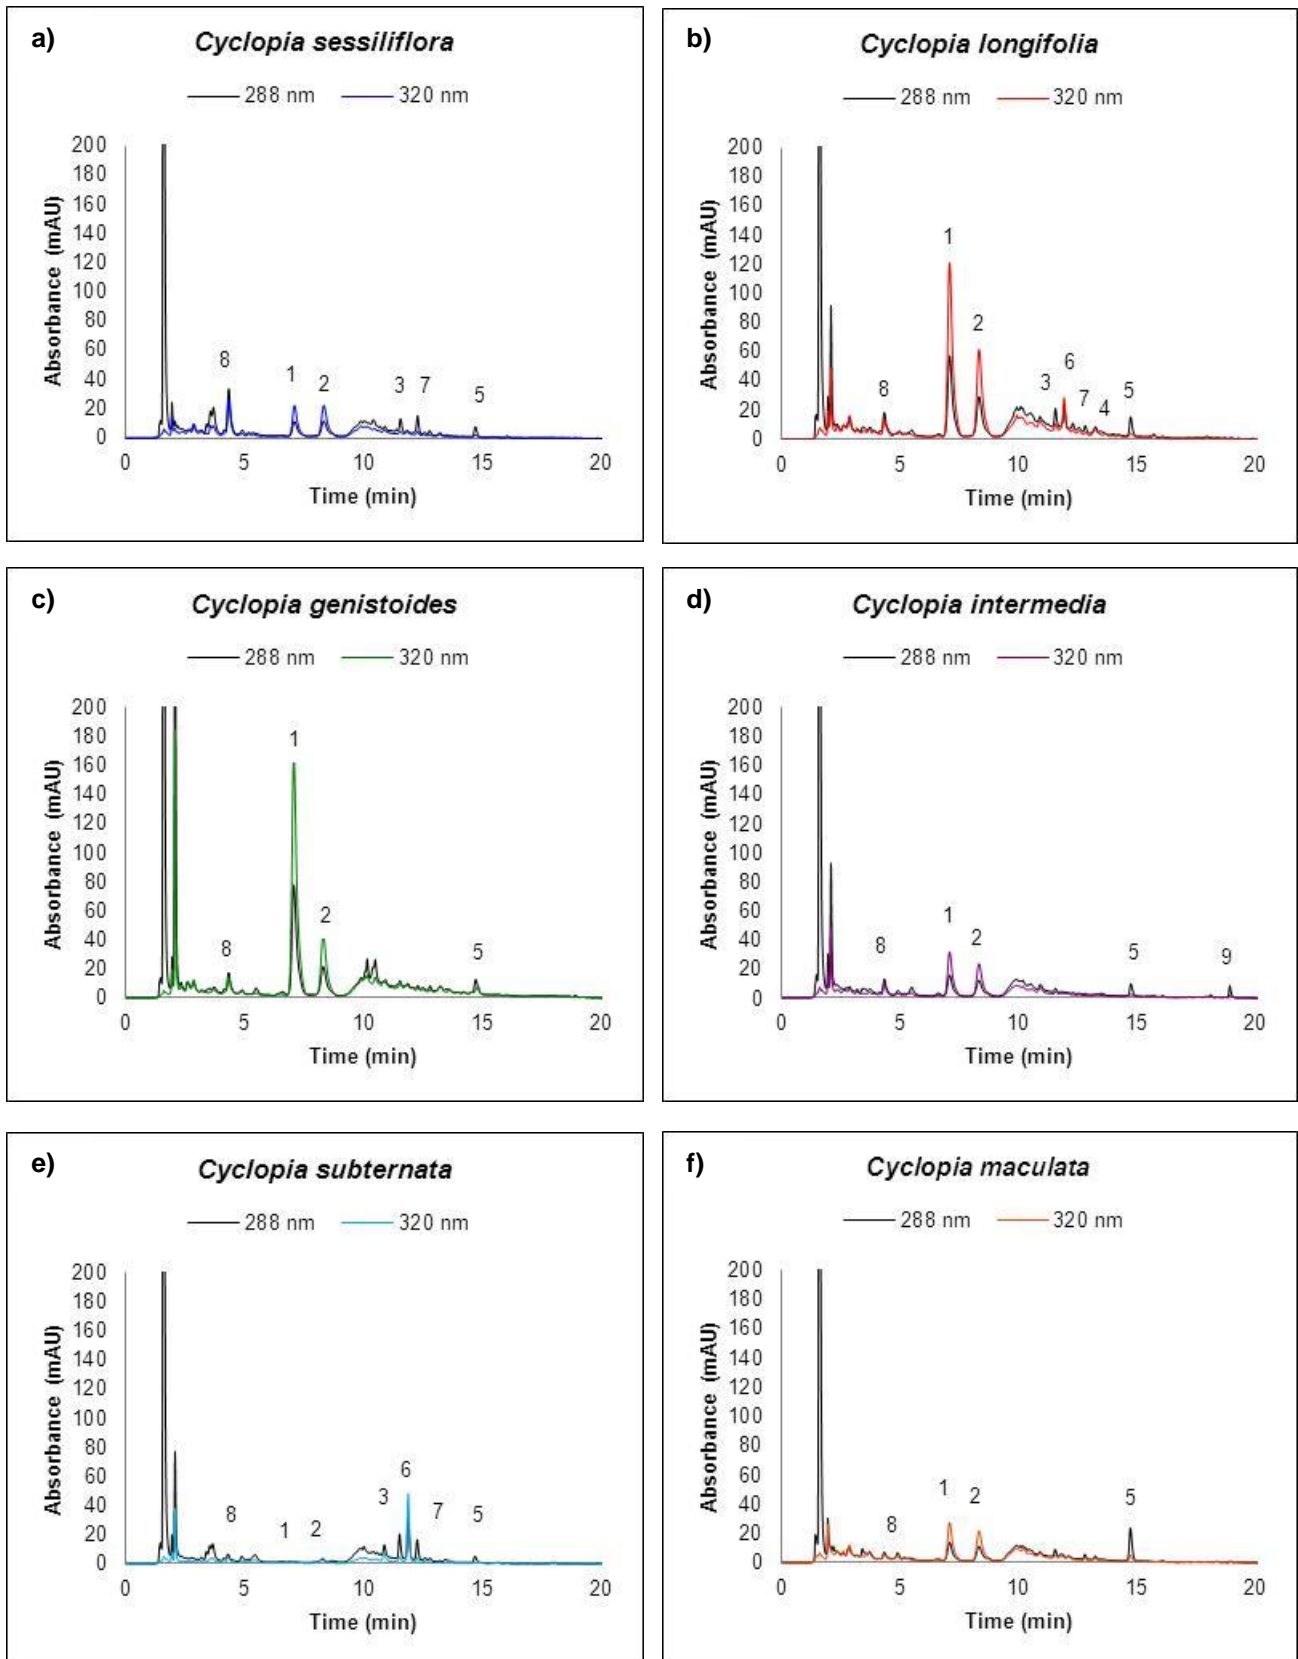 a) Cyclopia sessiliflora
288 nm 320 nm
200
180
160
140
120
100
80
60
40
20
0
Absorbance (mAU)
8 1 2 3 7 5
0 5 10 15 20
Time (min)
b) Cyclopia longifolia
288 nm 320 nm
200
180
160
140
120
100
80
60
40
20
0
Absorbance (mAU)
8 1 2 3 6 7 4 5
0 5 10 15 20
Time (min)
c) Cyclopia genistoides
288 nm 320 nm
200
180
160
140
120
100
80
60
40
20
0
Absorbance (mAU)
8 1 2 5
0 5 10 15 20
Time (min)
d) Cyclopia intermedia
288 nm 320 nm
200
180
160
140
120
100
80
60
40
20
0
Absorbance (mAU)
8 1 2 5 9
0 5 10 15 20
Time (min)
e) Cyclopia subternata
288 nm 320 nm
200
180
160
140
120
100
80
60
40
20
0
Absorbance (mAU)
8 1 2 3 6 7 5
0 5 10 15 20
Time (min)
f) Cyclopia maculata
288 nm 320 nm
200
180
160
140
120
100
80
60
40
20
0
Absorbance (mAU)
8 1 2 5
0 5 10 15 20
Time (min)